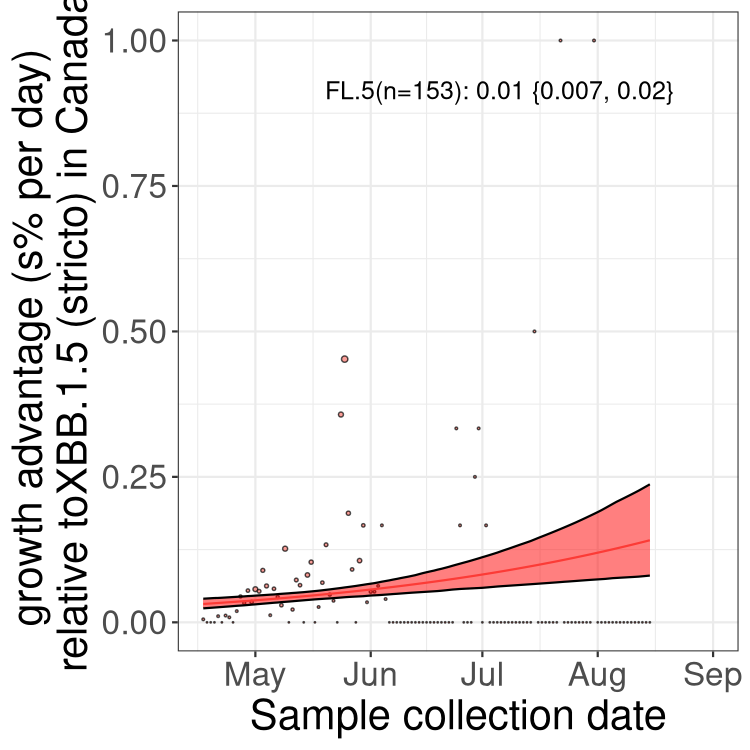 growth advantage (s% per day)
relative toXBB.1.5 (stricto) in Canada
1.00
0.75
0.50
0.25
0.00
FL.5(n=153): 0.01 {0.007, 0.02}
May Jun Jul Aug Sep
Sample collection date